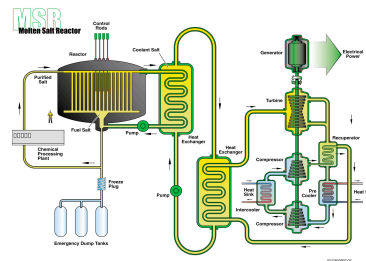 MSR
Molten Salt Reactor
Control
Rods
Reactor
Coolant Salt
Purified
Salt
Fuel Salt
Chemical
Processing
Plant
Pump
Freeze
Plug
Emergency Dump Tanks
Heat
Exchanger
Pump
Heat
Exchanger
Generator
Electrical
Power
Turbine
Recuperator
Compressor
Heat
Sink
Intercooler
Pre
Cooler
Heat
Compressor